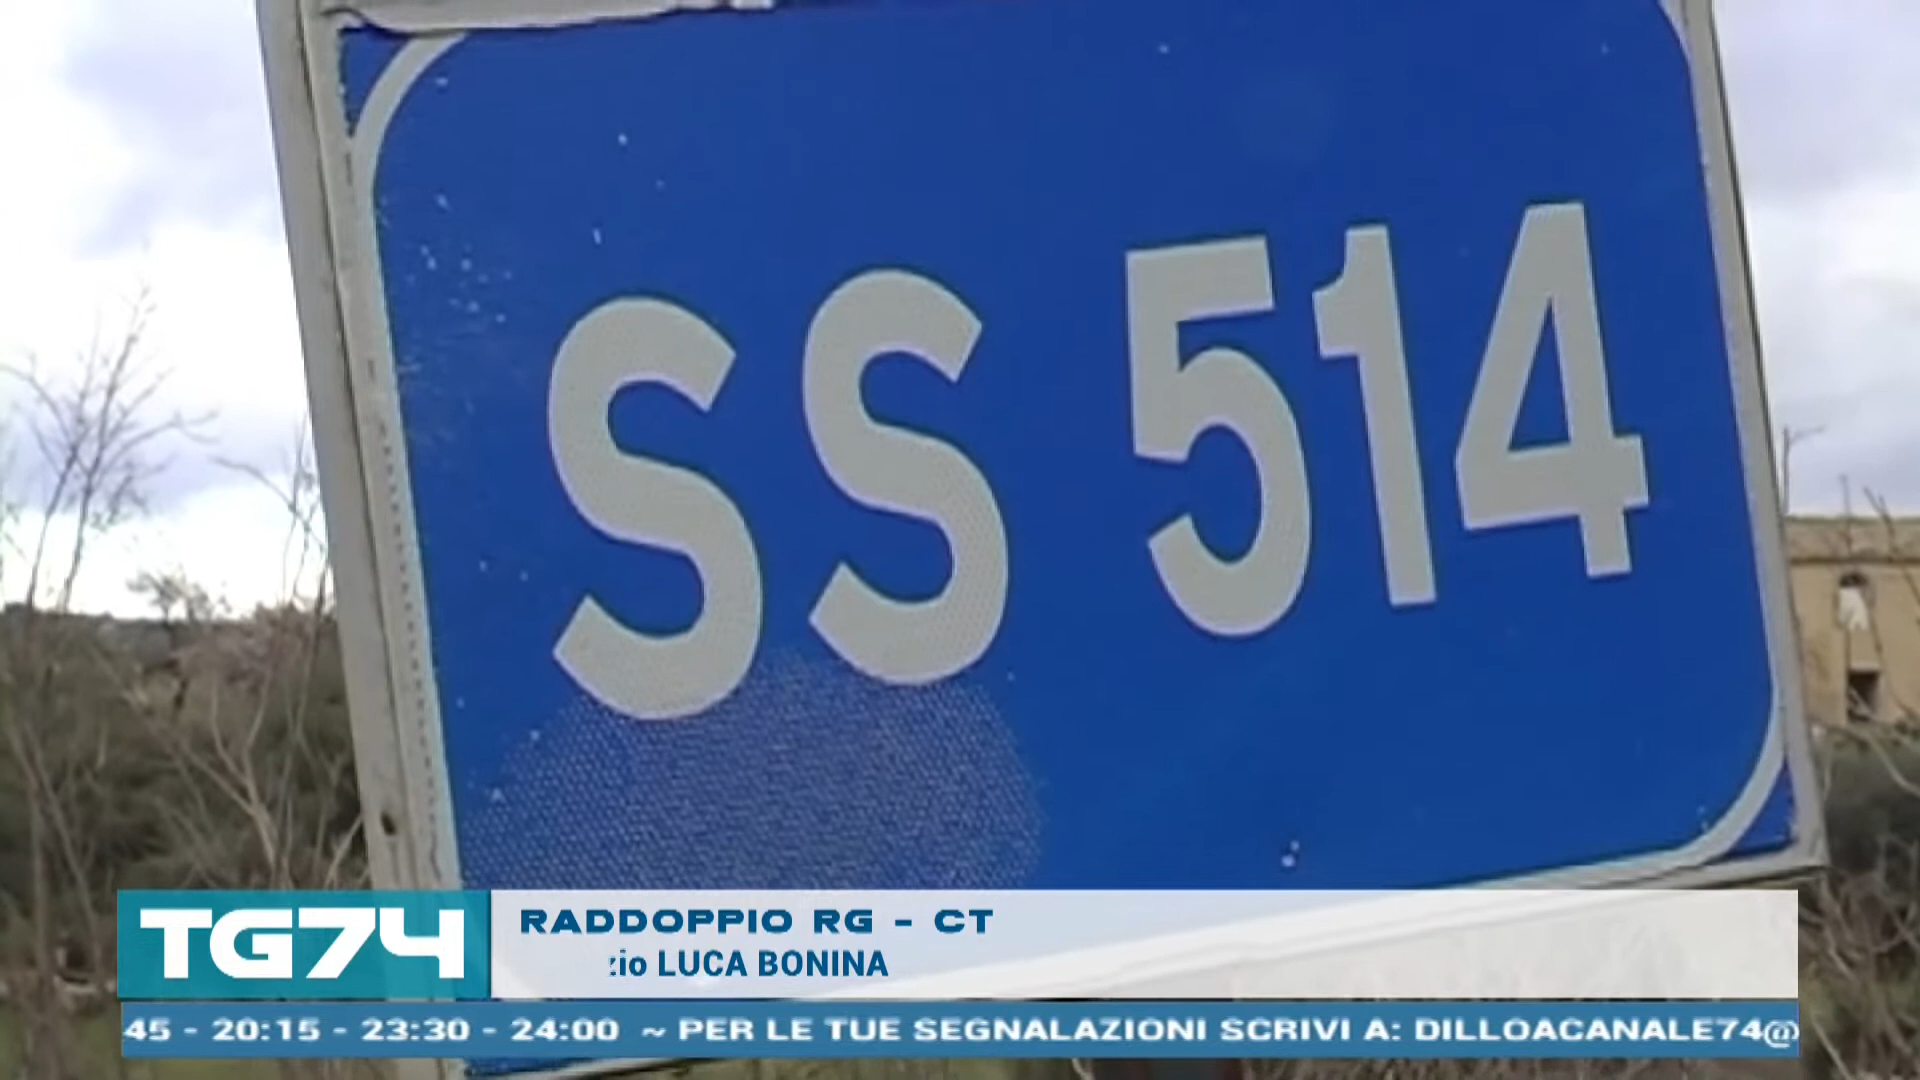 SS 514
TG74
RADDOPPIO RG - CT
LUCA BONINA
45 - 20:15 - 23:30 - 24:00 ~ PER LE TUE SEGNALAZIONI SCRIVI A: DILLOACANALE74@